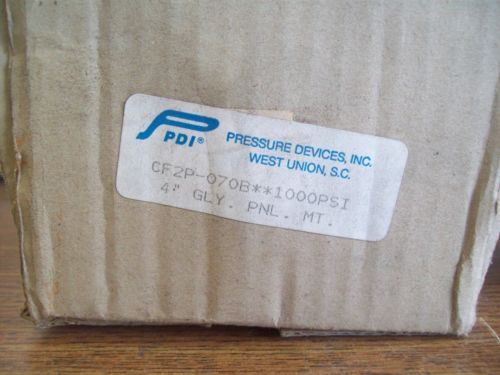 PDI®
PRESSURE DEVICES, INC.
WEST UNION, S.C.
CF2P-070B**1000PSI
4" GLY. PNL. MT.